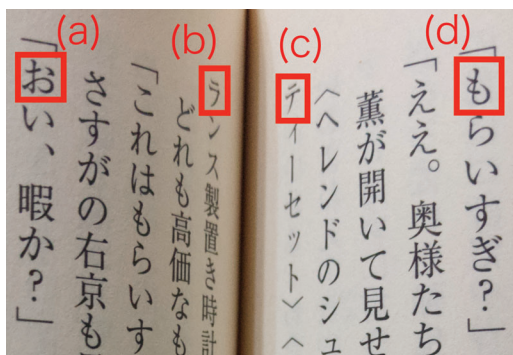 (d)
「もらいすぎ？」
「ええ。奥様たち
薫が開いて見せ
〈ヘレンドのシュ
(c)
ティーセット〉へ
(b)
ランス製置き時計
どれも高価なも
「これはもらいす
さすがの右京も
(a)
「おい、暇か？」